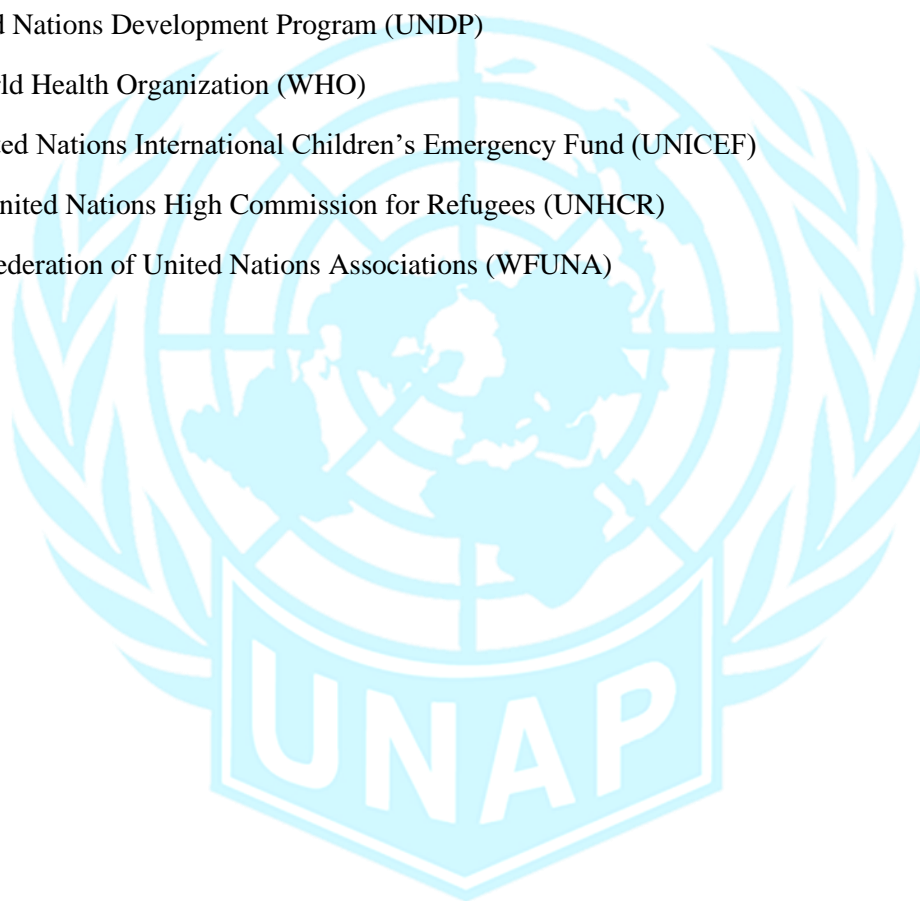 d Nations Development Program (UNDP)
ld Health Organization (WHO)
ted Nations International Children’s Emergency Fund (UNICEF)
nited Nations High Commission for Refugees (UNHCR)
ederation of United Nations Associations (WFUNA)
UNAP